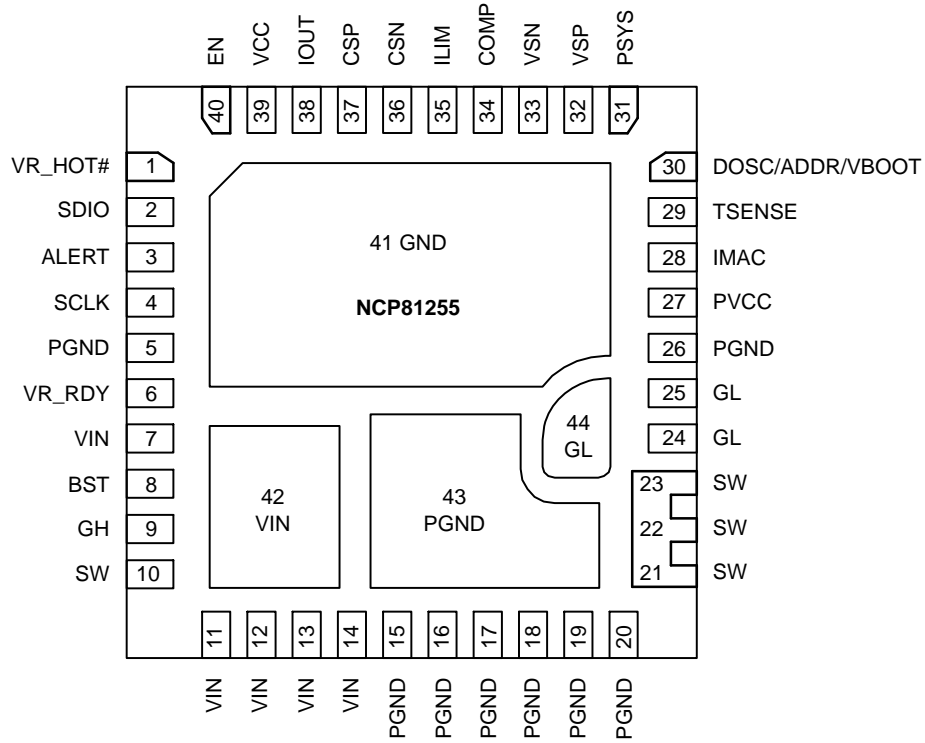 EN
VCC
IOUT
CSP
CSN
ILIM
COMP
VSN
VSP
PSYS
40
39
38
37
36
35
34
33
32
31
VR_HOT# 1
SDIO 2
ALERT 3
SCLK 4
PGND 5
VR_RDY 6
VIN 7
BST 8
GH 9
SW 10
41 GND
NCP81255
42
VIN
43
PGND
44
GL
30 DOSC/ADDR/VBOOT
29 TSENSE
28 IMAC
27 PVCC
26 PGND
25 GL
24 GL
23 SW
22 SW
21 SW
11
12
13
14
15
16
17
18
19
20
VIN
VIN
VIN
VIN
PGND
PGND
PGND
PGND
PGND
PGND